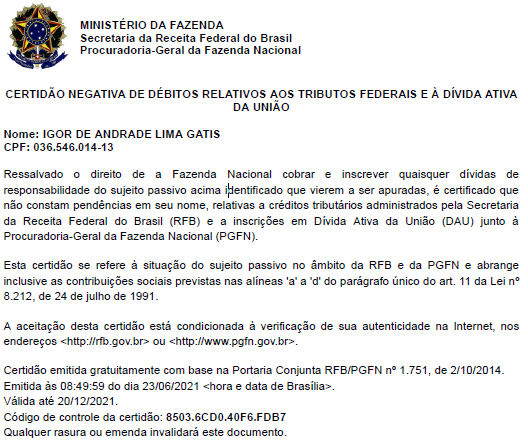 MINISTÉRIO DA FAZENDA
Secretaria da Receita Federal do Brasil
Procuradoria-Geral da Fazenda Nacional
CERTIDÃO NEGATIVA DE DÉBITOS RELATIVOS AOS TRIBUTOS FEDERAIS E À DÍVIDA ATIVA
DA UNIÃO
Nome: IGOR DE ANDRADE LIMA GATIS
CPF: 036.546.014-13
Ressalvado o direito de a Fazenda Nacional cobrar e inscrever quaisquer dívidas de
responsabilidade do sujeito passivo acima identificado que vierem a ser apuradas, é certificado que
não constam pendências em seu nome, relativas a créditos tributários administrados pela Secretaria
da Receita Federal do Brasil (RFB) e a inscrições em Dívida Ativa da União (DAU) junto à
Procuradoria-Geral da Fazenda Nacional (PGFN).
Esta certidão se refere à situação do sujeito passivo no âmbito da RFB e da PGFN e abrange
inclusive as contribuições sociais previstas nas alíneas 'a' a 'd' do parágrafo único do art. 11 da Lei nº
8.212, de 24 de julho de 1991.
A aceitação desta certidão está condicionada à verificação de sua autenticidade na Internet, nos
endereços <http://rfb.gov.br> ou <http://www.pgfn.gov.br>.
Certidão emitida gratuitamente com base na Portaria Conjunta RFB/PGFN nº 1.751, de 2/10/2014.
Emitida às 08:49:59 do dia 23/06/2021 <hora e data de Brasília>.
Válida até 20/12/2021.
Código de controle da certidão: 8503.6CD0.40F6.FDB7
Qualquer rasura ou emenda invalidará este documento.